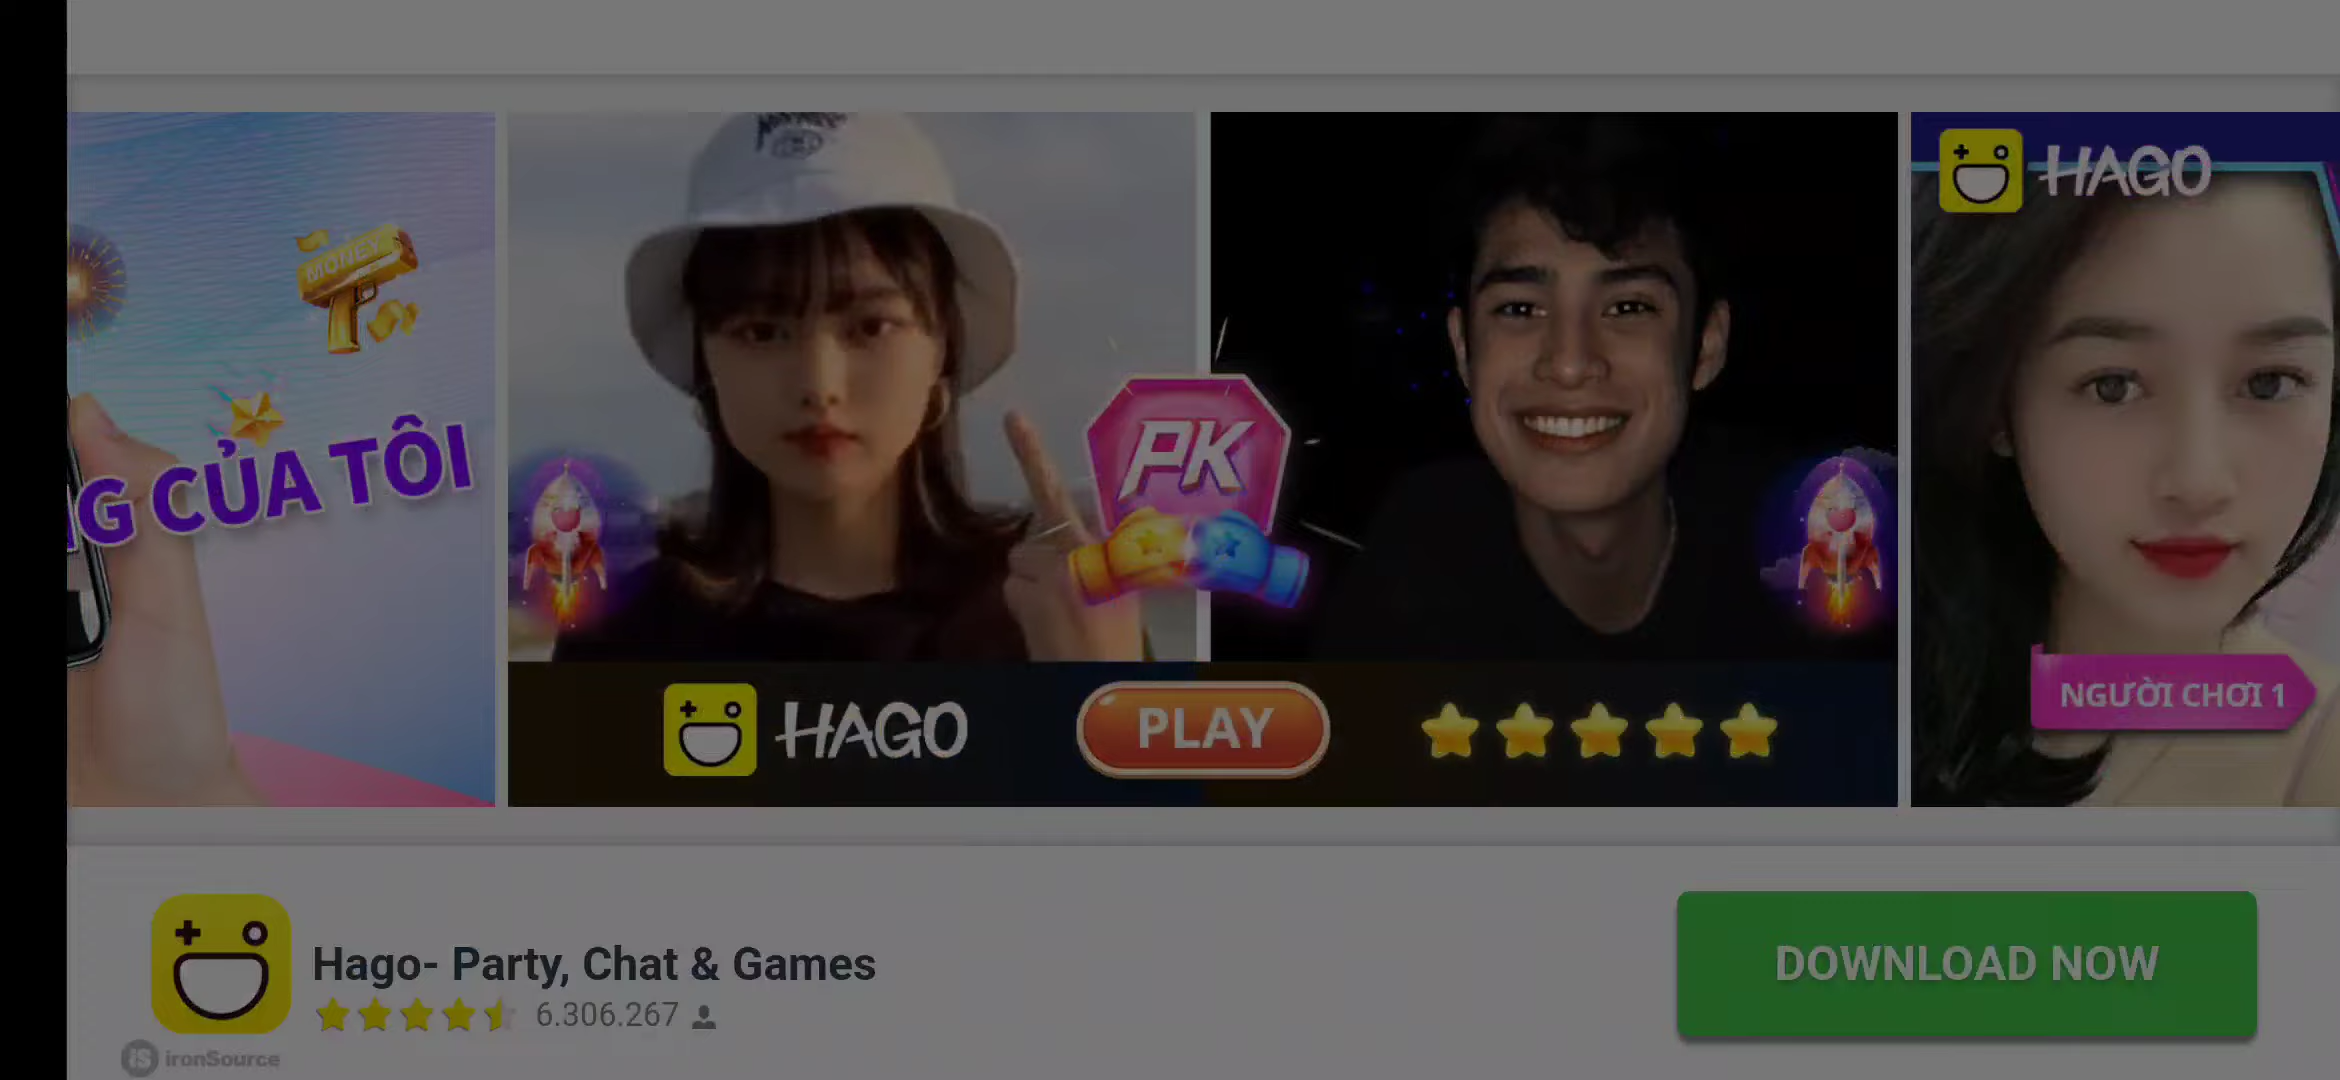 MONEY
G CỦA TÔI
PK
HAGO
PLAY
HAGO
NGƯỜI CHƠI 1
Hago- Party, Chat & Games
6.306.267
DOWNLOAD NOW
ironSource